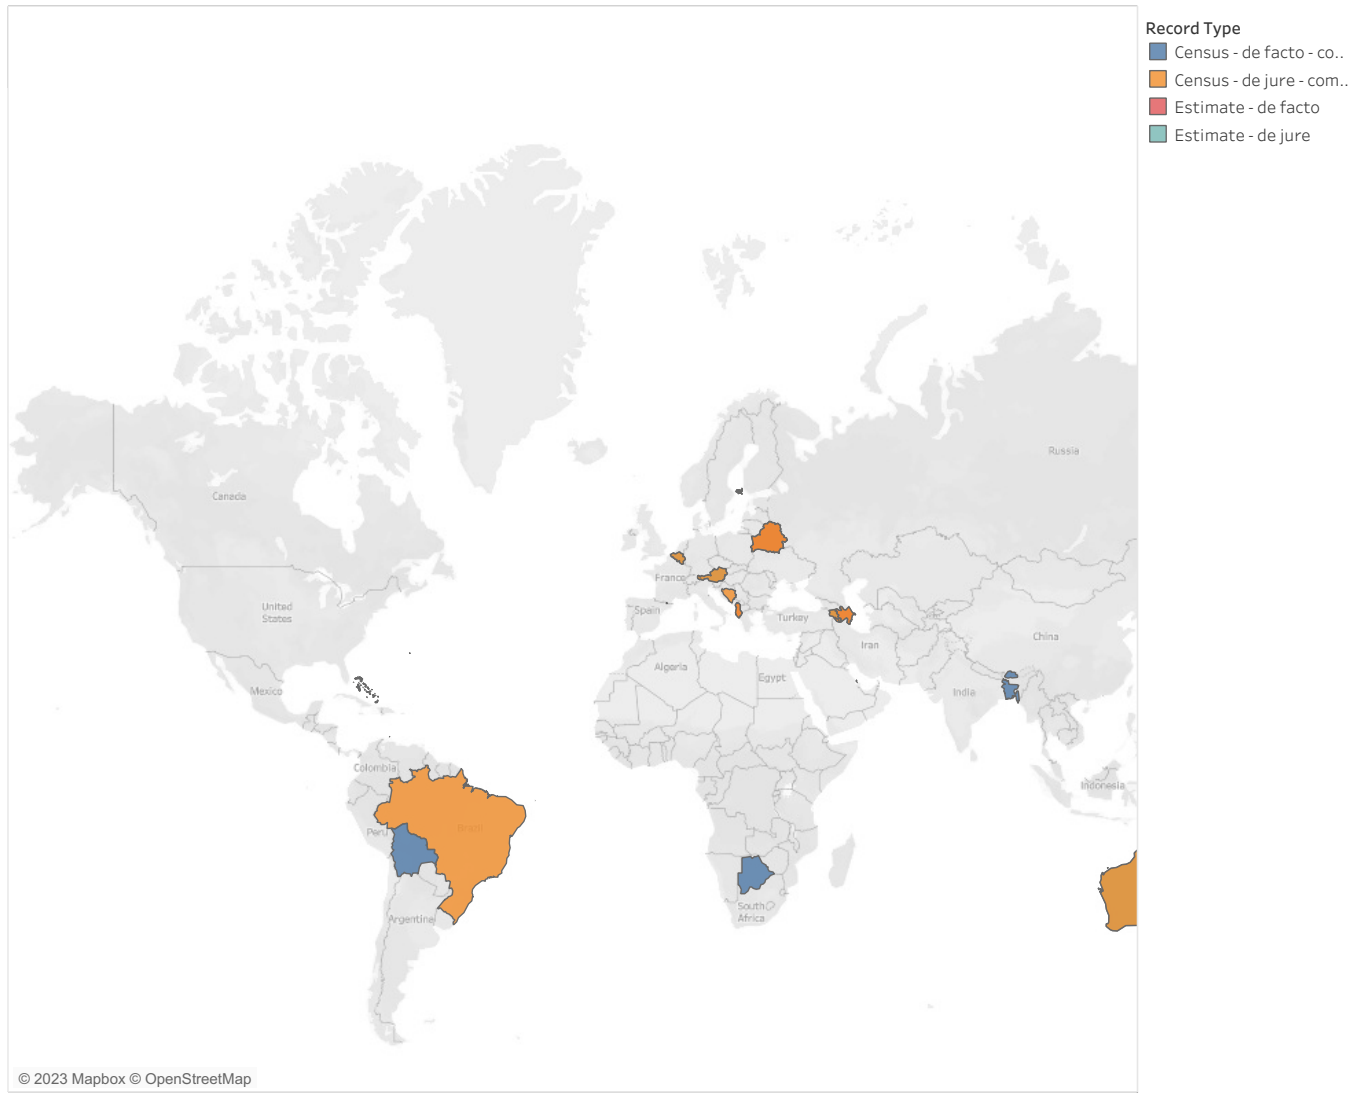 Record Type
Census - de facto - co..
Census - de jure - com..
Estimate - de facto
Estimate - de jure
Russia
Canada
France
United
States
Spain
Turkey
China
Iran
Algeria
Egypt
Mexico
India
Colombia
Indonesia
Peru
Brazil
South
Africa
Argentina
© 2023 Mapbox © OpenStreetMap